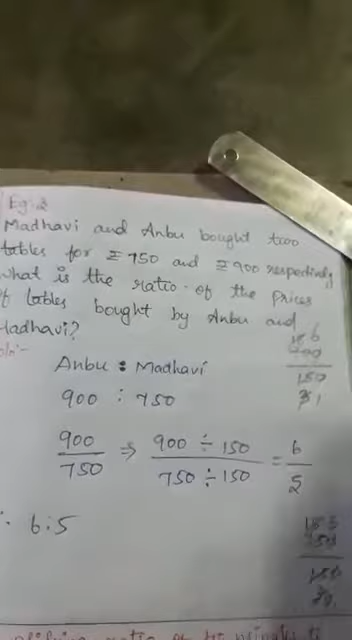 Eg: 2
Madhavi and Anbu bought two
tables for ₹ 750 and ₹ 900 respectively
what is the ratio of the prices
of tables bought by Anbu and
Madhavi?
Anbu : Madhavi
900 : 750
900/750 ⇒ 900 ÷ 150/750 ÷ 150 = 6/5
∴ 6:5